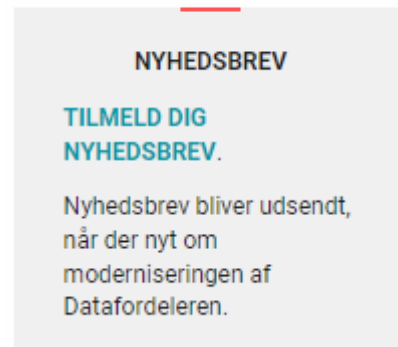 NYHEDSBREV
TILMELD DIG
NYHEDSBREV.
Nyhedsbrev bliver udsendt,
når der nyt om
moderniseringen af
Datafordeleren.